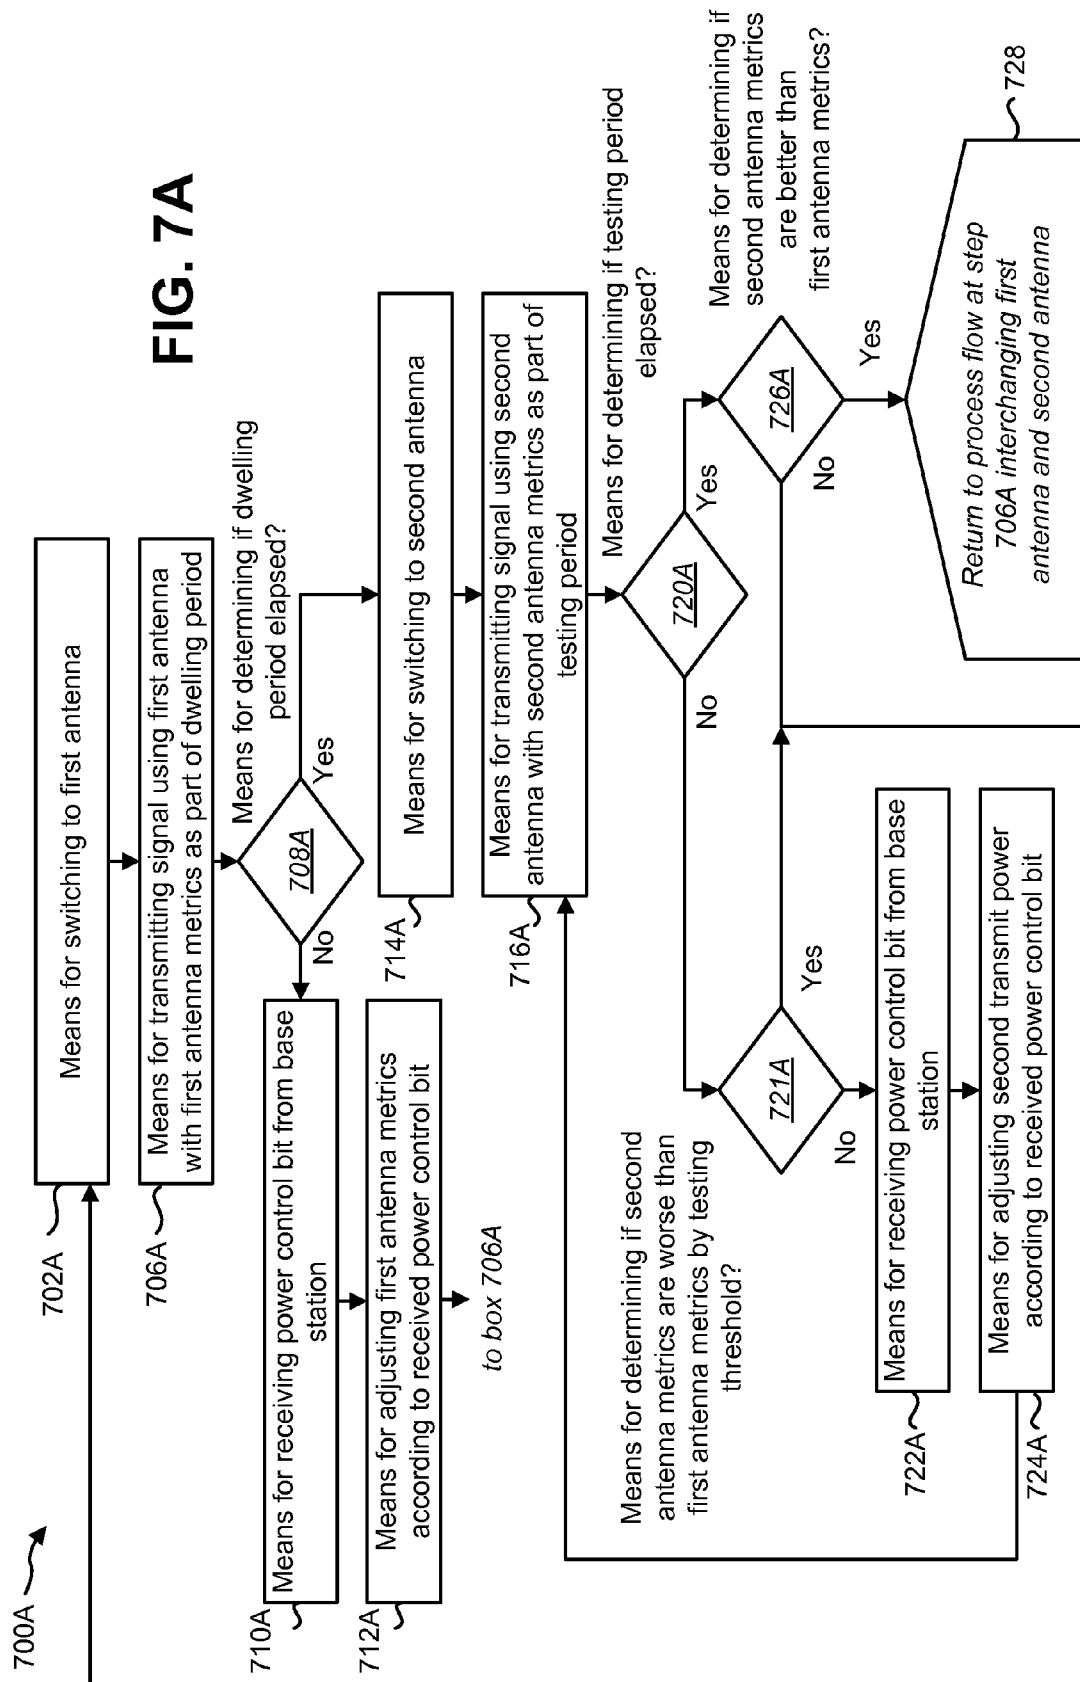 700A
FIG. 7A
702A
Means for switching to first antenna
706A
Means for transmitting signal using first antenna
with first antenna metrics as part of dwelling period
Means for determining if dwelling
period elapsed?
708A
No
Yes
710A
Means for receiving power control bit from base
station
712A
Means for adjusting first antenna metrics
according to received power control bit
to box 706A
714A
Means for switching to second antenna
716A
Means for transmitting signal using second
antenna with second antenna metrics as part of
testing period
Means for determining if testing period
elapsed?
720A
No
Yes
Means for determining if second
antenna metrics are worse than
first antenna metrics by testing
threshold?
721A
Yes
No
Means for determining if
second antenna metrics
are better than
first antenna metrics?
726A
No
Yes
722A
Means for receiving power control bit from base
station
724A
Means for adjusting second transmit power
according to received power control bit
Return to process flow at step
706A interchanging first
antenna and second antenna
728